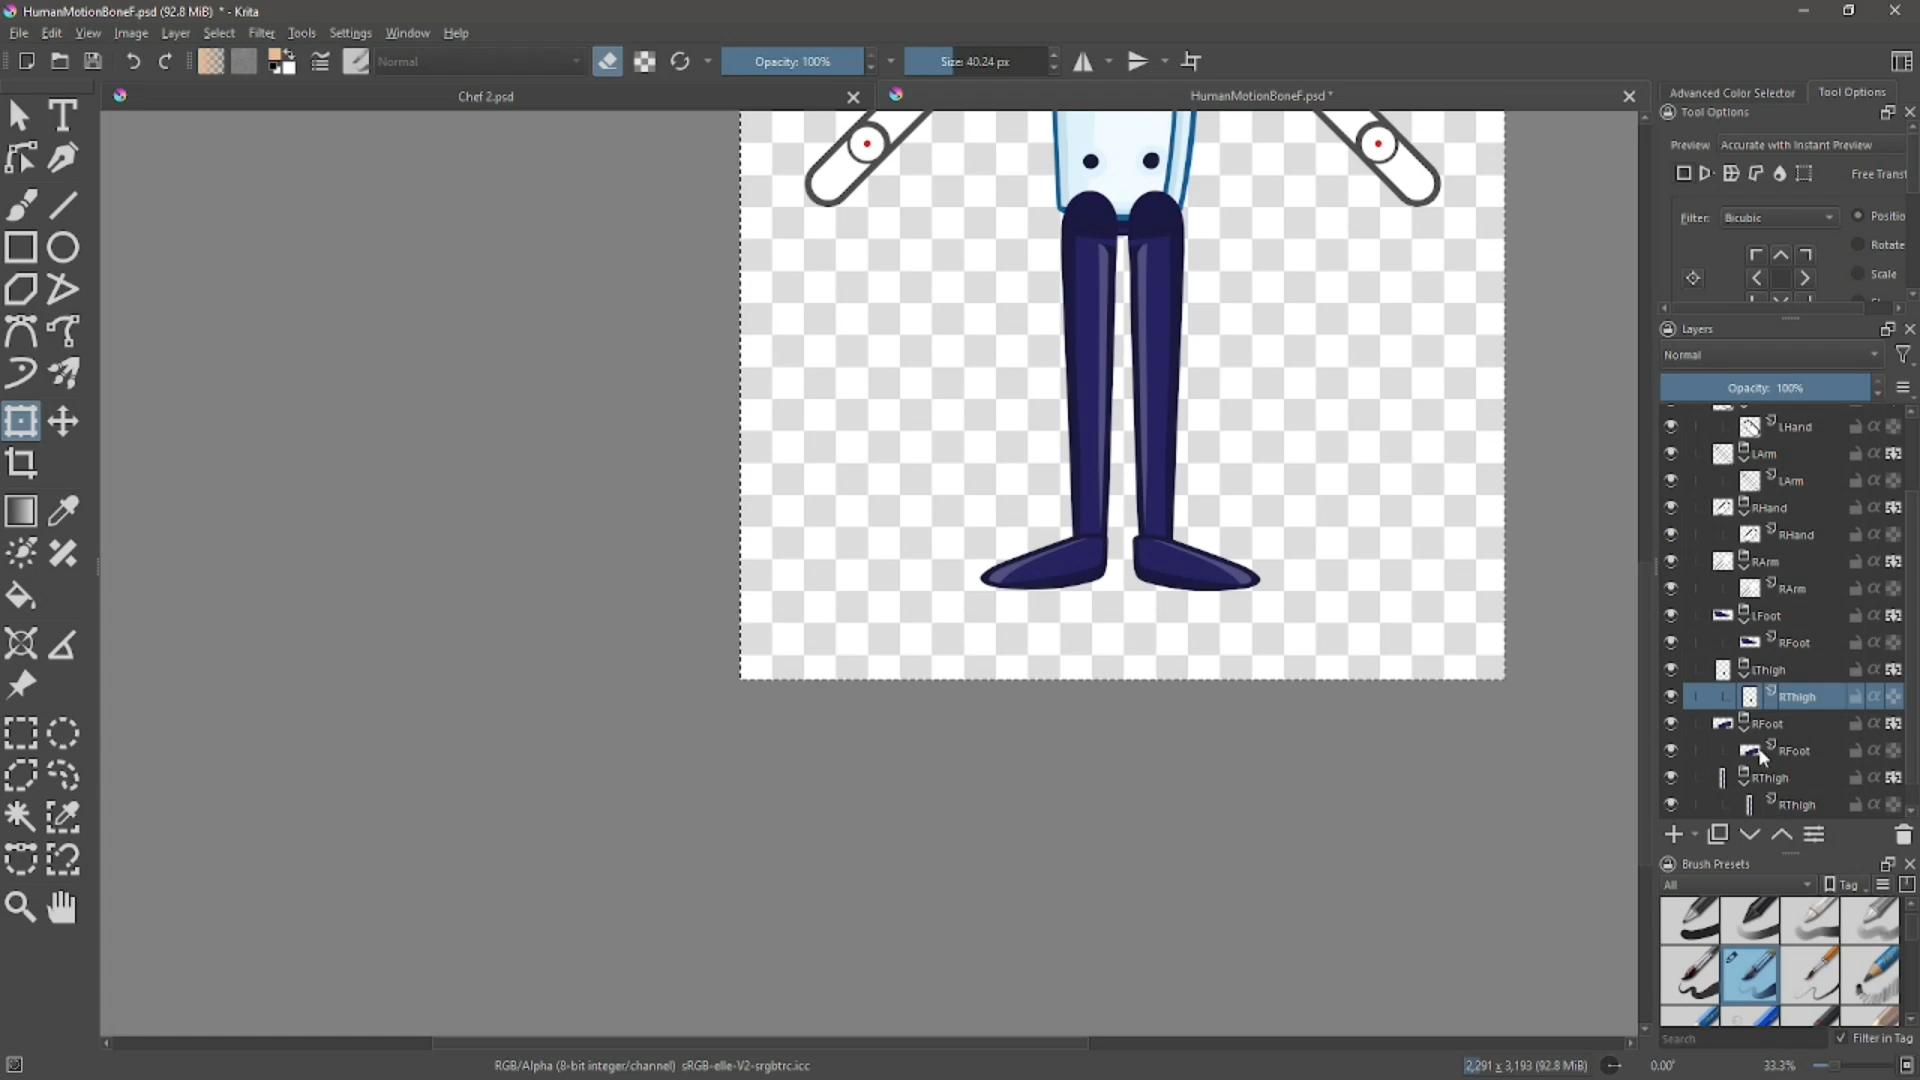 HumanMotionBoneF.psd (92.8 MiB) * - Krita
File Edit View Image Layer Select Filter Tools Settings Window Help
Normal Opacity: 100% Size: 40.24 px
Chef 2.psd HumanMotionBoneF.psd *
Advanced Color Selector Tool Options
Tool Options
Preview Accurate with Instant Preview
Free Transf
Filter: Bicubic Positio
Rotate
Scale
Layers
Normal
Opacity: 100%
LHand
LArm
LArm
RHand
RHand
RArm
RArm
LFoot
RFoot
LThigh
RThigh
RFoot
RFoot
RThigh
RThigh
Brush Presets
All Tag
Search Filter in Tag
RGB/Alpha (8-bit integer/channel) sRGB-elle-V2-srgbtrc.icc 2,291 x 3,193 (92.8 MiB) 0.00° 33.3%